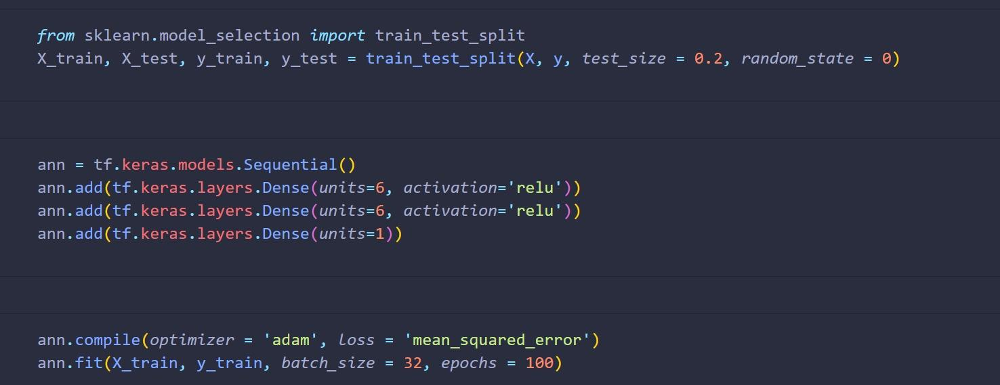 from sklearn.model_selection import train_test_split
X_train, X_test, y_train, y_test = train_test_split(X, y, test_size = 0.2, random_state = 0)
ann = tf.keras.models.Sequential()
ann.add(tf.keras.layers.Dense(units=6, activation='relu'))
ann.add(tf.keras.layers.Dense(units=6, activation='relu'))
ann.add(tf.keras.layers.Dense(units=1))
ann.compile(optimizer = 'adam', loss = 'mean_squared_error')
ann.fit(X_train, y_train, batch_size = 32, epochs = 100)